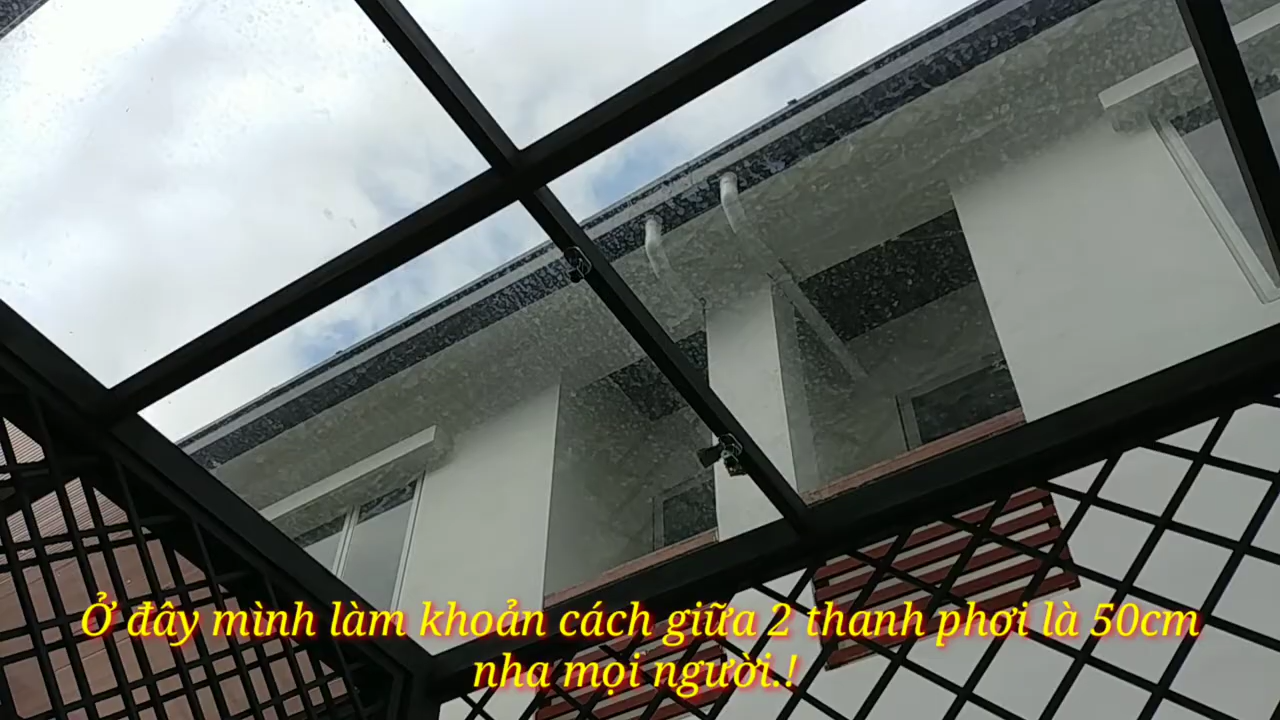 Ở đây mình làm khoản cách giữa 2 thanh phơi là 50cm
nha mọi người.!